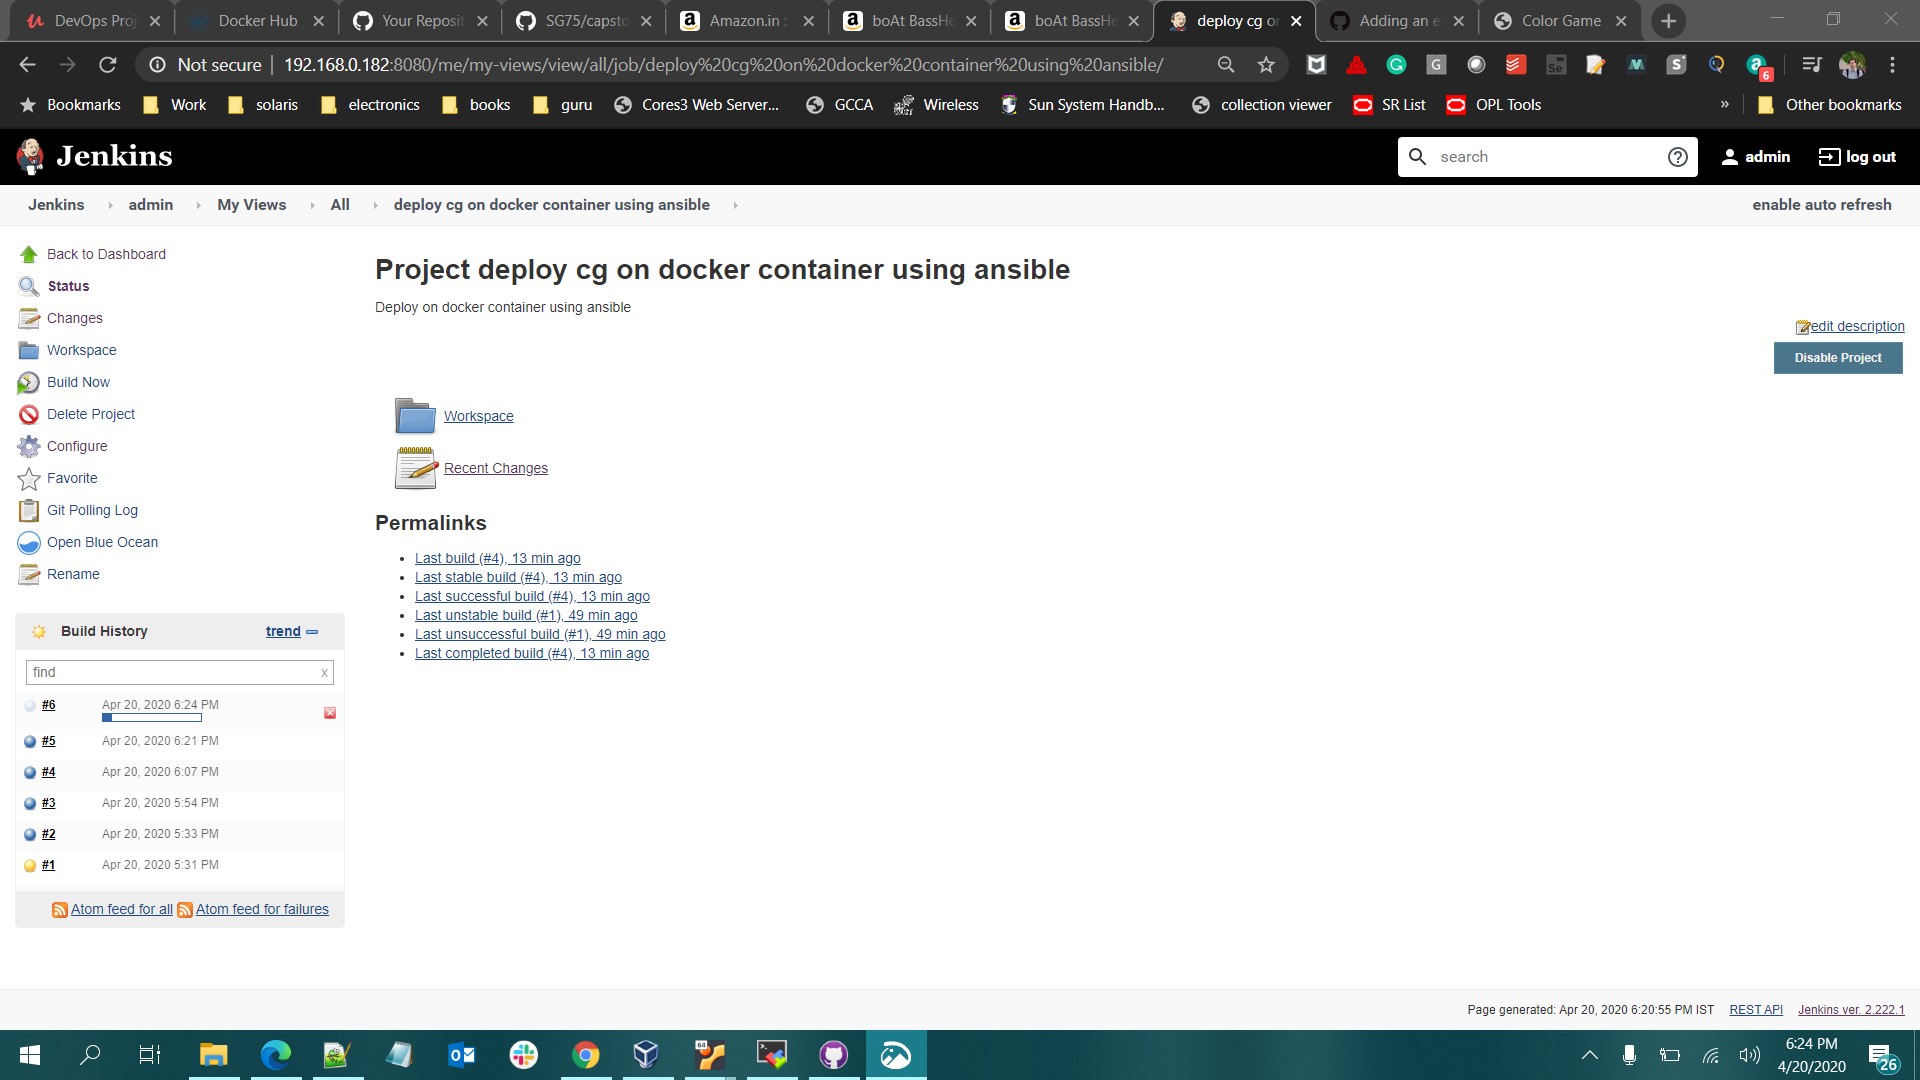 DevOps Proj
Docker Hub
Your Reposit
SG75/capsto
Amazon.in :
boAt BassHe
boAt BassHe
deploy cg on
Adding an e
Color Game
Not secure
192.168.0.182:8080/me/my-views/view/all/job/deploy%20cg%20on%20docker%20container%20using%20ansible/
6
Bookmarks
Work
solaris
electronics
books
guru
Cores3 Web Server...
GCCA
Wireless
Sun System Handb...
collection viewer
SR List
OPL Tools
»
Other bookmarks
Jenkins
search
admin
log out
Jenkins
admin
My Views
All
deploy cg on docker container using ansible
enable auto refresh
Back to Dashboard
Status
Changes
Workspace
Build Now
Delete Project
Configure
Favorite
Git Polling Log
Open Blue Ocean
Rename
Project deploy cg on docker container using ansible
Deploy on docker container using ansible
edit description
Disable Project
Workspace
Recent Changes
Permalinks
Last build (#4), 13 min ago
Last stable build (#4), 13 min ago
Last successful build (#4), 13 min ago
Last unstable build (#1), 49 min ago
Last unsuccessful build (#1), 49 min ago
Last completed build (#4), 13 min ago
Build History
trend
find
x
#6 Apr 20, 2020 6:24 PM
#5 Apr 20, 2020 6:21 PM
#4 Apr 20, 2020 6:07 PM
#3 Apr 20, 2020 5:54 PM
#2 Apr 20, 2020 5:33 PM
#1 Apr 20, 2020 5:31 PM
Atom feed for all
Atom feed for failures
Page generated: Apr 20, 2020 6:20:55 PM IST
REST API
Jenkins ver. 2.222.1
6:24 PM
4/20/2020
26